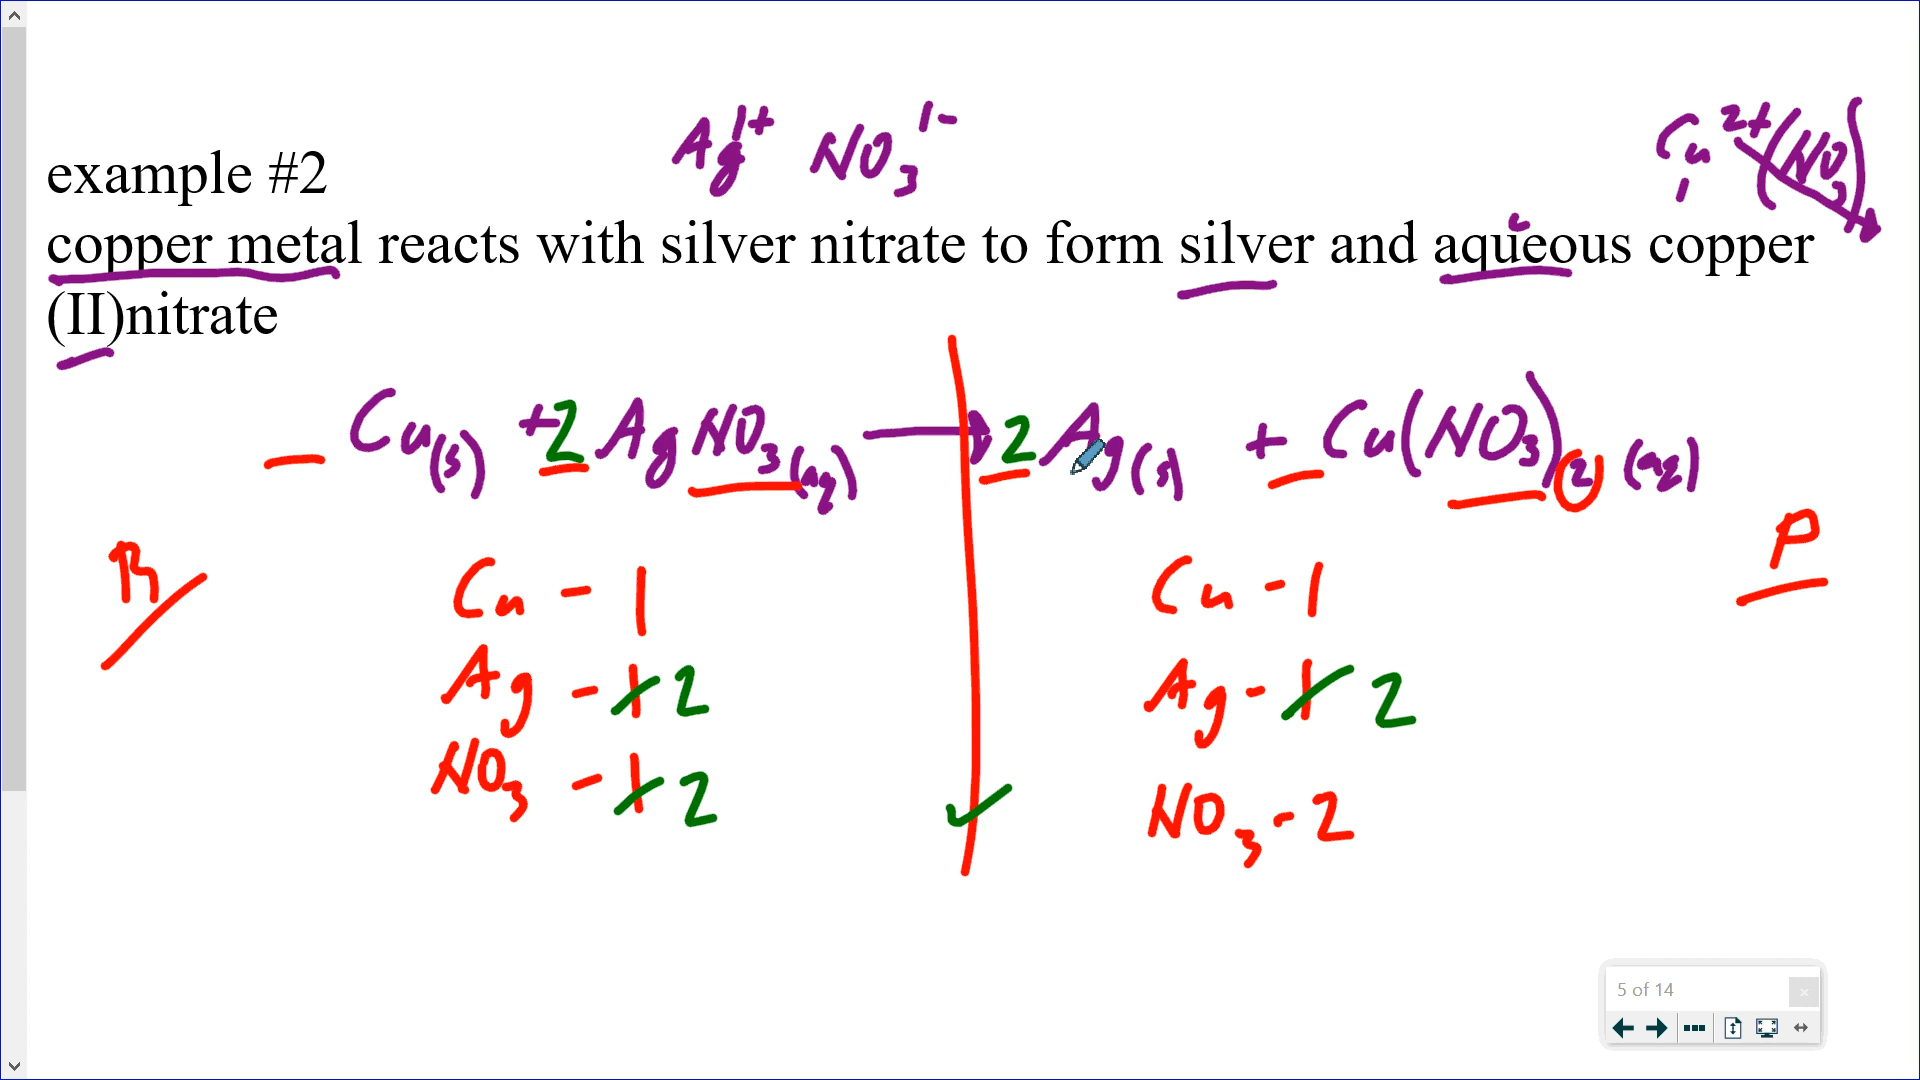 Ag¹⁺ NO₃¹⁻
Cu²⁺(NO₃)
1
example #2
copper metal reacts with silver nitrate to form silver and aqueous copper
(II)nitrate
Cu(s) + 2 AgNO₃(aq) → 2 Ag(s) + Cu(NO₃)₂ (aq)
R P
Cu - 1 Cu - 1
Ag - 1 2 Ag - 1 2
NO₃ - 1 2 ✓ NO₃ - 2
5 of 14